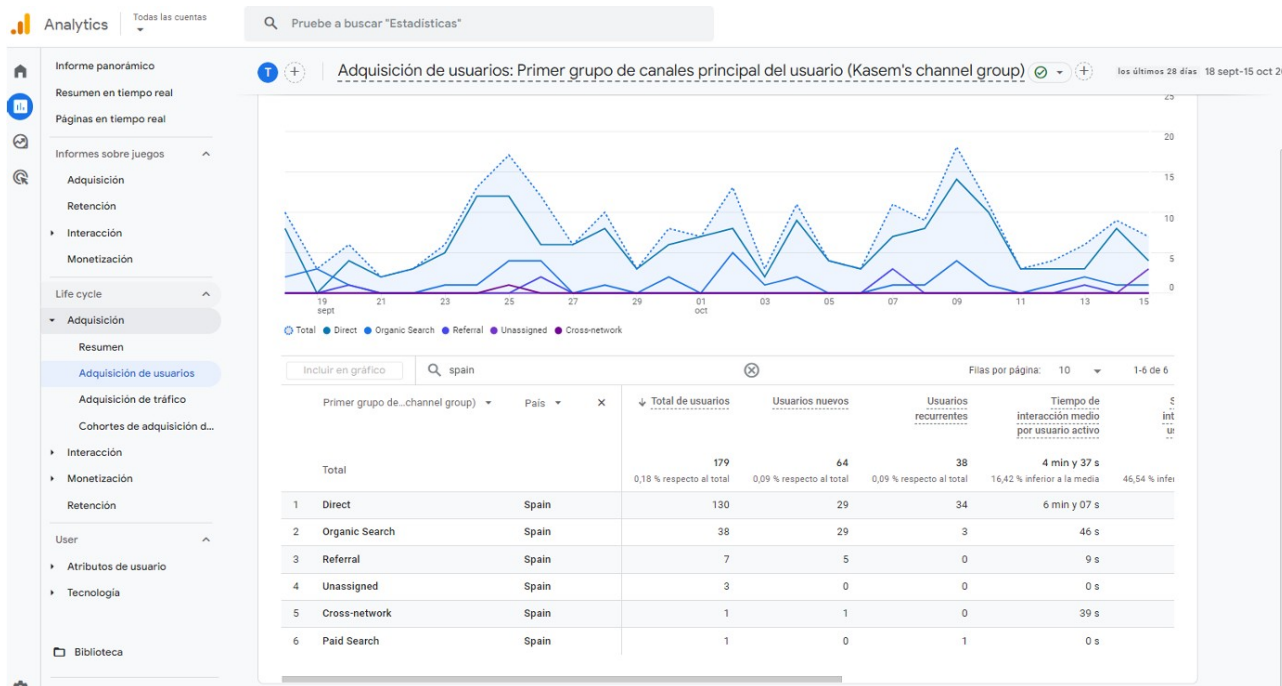 Analytics
Todas las cuentas
Pruebe a buscar "Estadísticas"
Informe panorámico
Resumen en tiempo real
Páginas en tiempo real
Informes sobre juegos
Adquisición
Retención
Interacción
Monetización
Life cycle
Adquisición
Resumen
Adquisición de usuarios
Adquisición de tráfico
Cohortes de adquisición d...
Interacción
Monetización
Retención
User
Atributos de usuario
Tecnología
Biblioteca
T
Adquisición de usuarios: Primer grupo de canales principal del usuario (Kasem's channel group)
los últimos 28 días 18 sept-15 oct
25
20
15
10
5
0
19 21 23 25 27 29 01 03 05 07 09 11 13 15
sept oct
Total Direct Organic Search Referral Unassigned Cross-network
Incluir en gráfico spain Filas por página: 10 1-6 de 6
Primer grupo de...channel group) País Total de usuarios Usuarios nuevos Usuarios recurrentes Tiempo de interacción medio por usuario activo
Total 179 64 38 4 min y 37 s
0,18 % respecto al total 0,09 % respecto al total 0,09 % respecto al total 16,42 % inferior a la media 46,54 %
1 Direct Spain 130 29 34 6 min y 07 s
2 Organic Search Spain 38 29 3 46 s
3 Referral Spain 7 5 0 9 s
4 Unassigned Spain 3 0 0 0 s
5 Cross-network Spain 1 1 0 39 s
6 Paid Search Spain 1 0 1 0 s